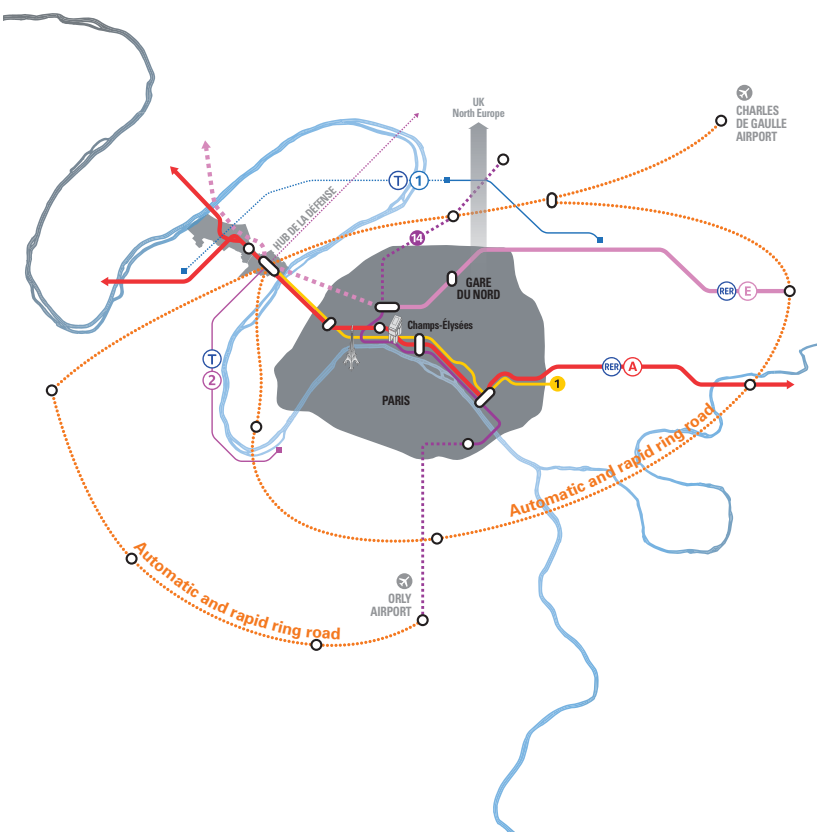 UK
North Europe
CHARLES
DE GAULLE
AIRPORT
T 1
HUB DE LA DÉFENSE
14
GARE
DU NORD
RER E
Champs-Élysées
T
2
RER A
1
PARIS
Automatic and rapid ring road
Automatic and rapid ring road
ORLY
AIRPORT